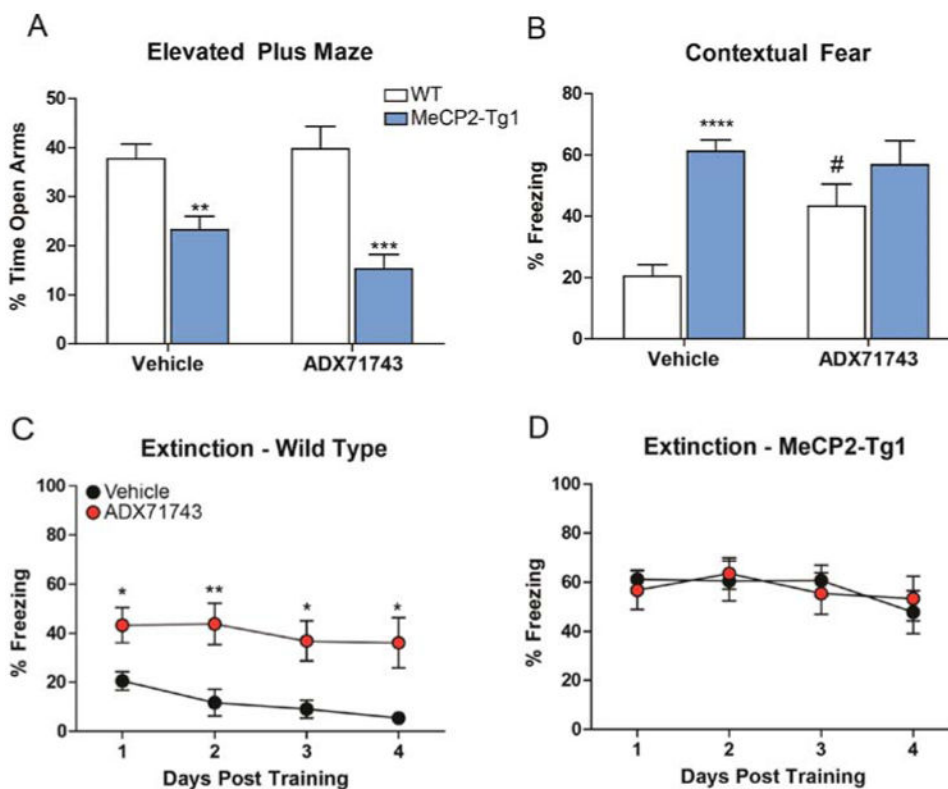 A
Elevated Plus Maze
% Time Open Arms
50
40
30
20
10
0
WT
MeCP2-Tg1
**
***
Vehicle
ADX71743
B
Contextual Fear
% Freezing
80
60
40
20
0
****
#
Vehicle
ADX71743
C
Extinction - Wild Type
Vehicle
ADX71743
% Freezing
100
80
60
40
20
0
*
**
*
*
1
2
3
4
Days Post Training
D
Extinction - MeCP2-Tg1
% Freezing
100
80
60
40
20
0
1
2
3
4
Days Post Training